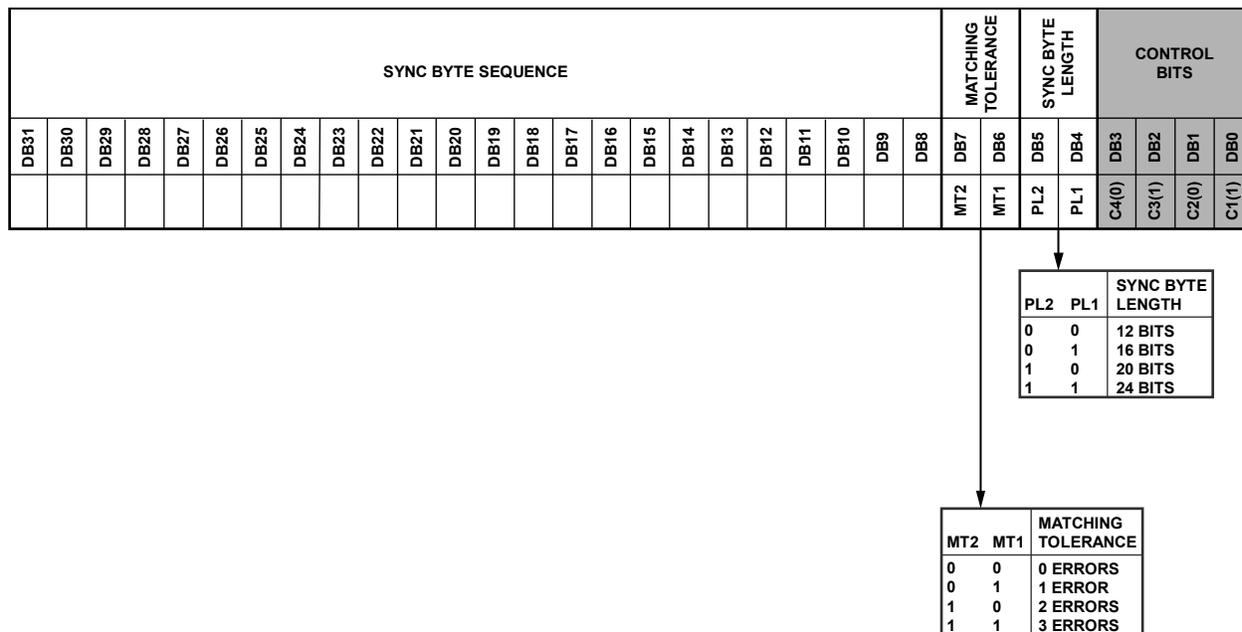 SYNC BYTE SEQUENCE
MATCHING
TOLERANCE
SYNC BYTE
LENGTH
CONTROL
BITS
DB31 DB30 DB29 DB28 DB27 DB26 DB25 DB24 DB23 DB22 DB21 DB20 DB19 DB18 DB17 DB16 DB15 DB14 DB13 DB12 DB11 DB10 DB9 DB8 DB7 DB6 DB5 DB4 DB3 DB2 DB1 DB0
MT2 MT1 PL2 PL1 C4(0) C3(1) C2(0) C1(1)
SYNC BYTE
PL2 PL1 LENGTH
0 0 12 BITS
0 1 16 BITS
1 0 20 BITS
1 1 24 BITS
MATCHING
MT2 MT1 TOLERANCE
0 0 0 ERRORS
0 1 1 ERROR
1 0 2 ERRORS
1 1 3 ERRORS